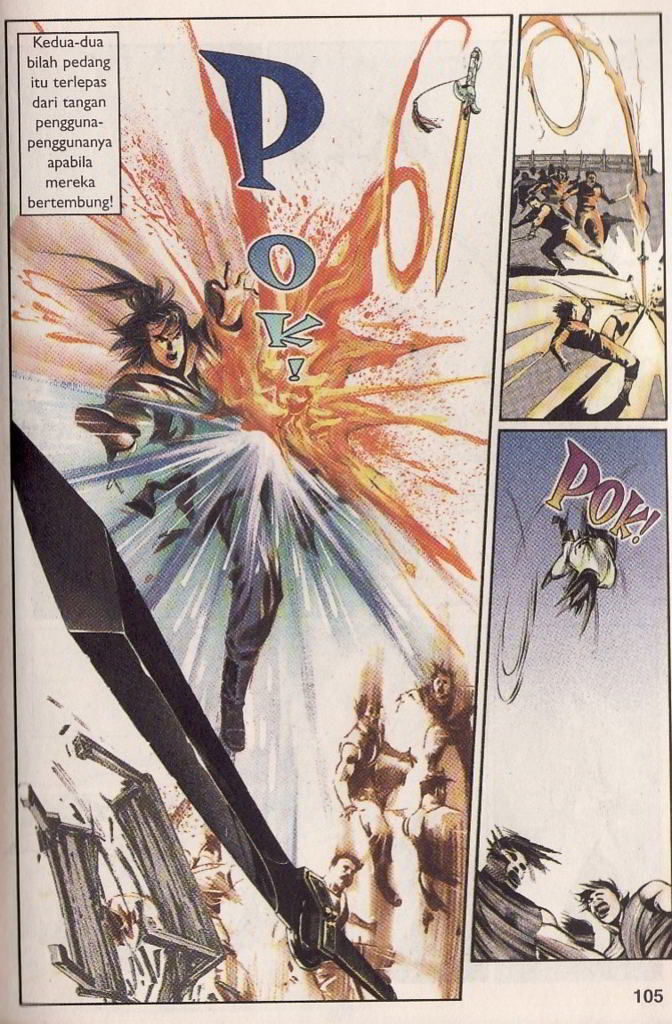 Kedua-dua
bilah pedang
itu terlepas
dari tangan
pengguna-
penggunanya
apabila
mereka
bertembung!
POK!
POK!
105